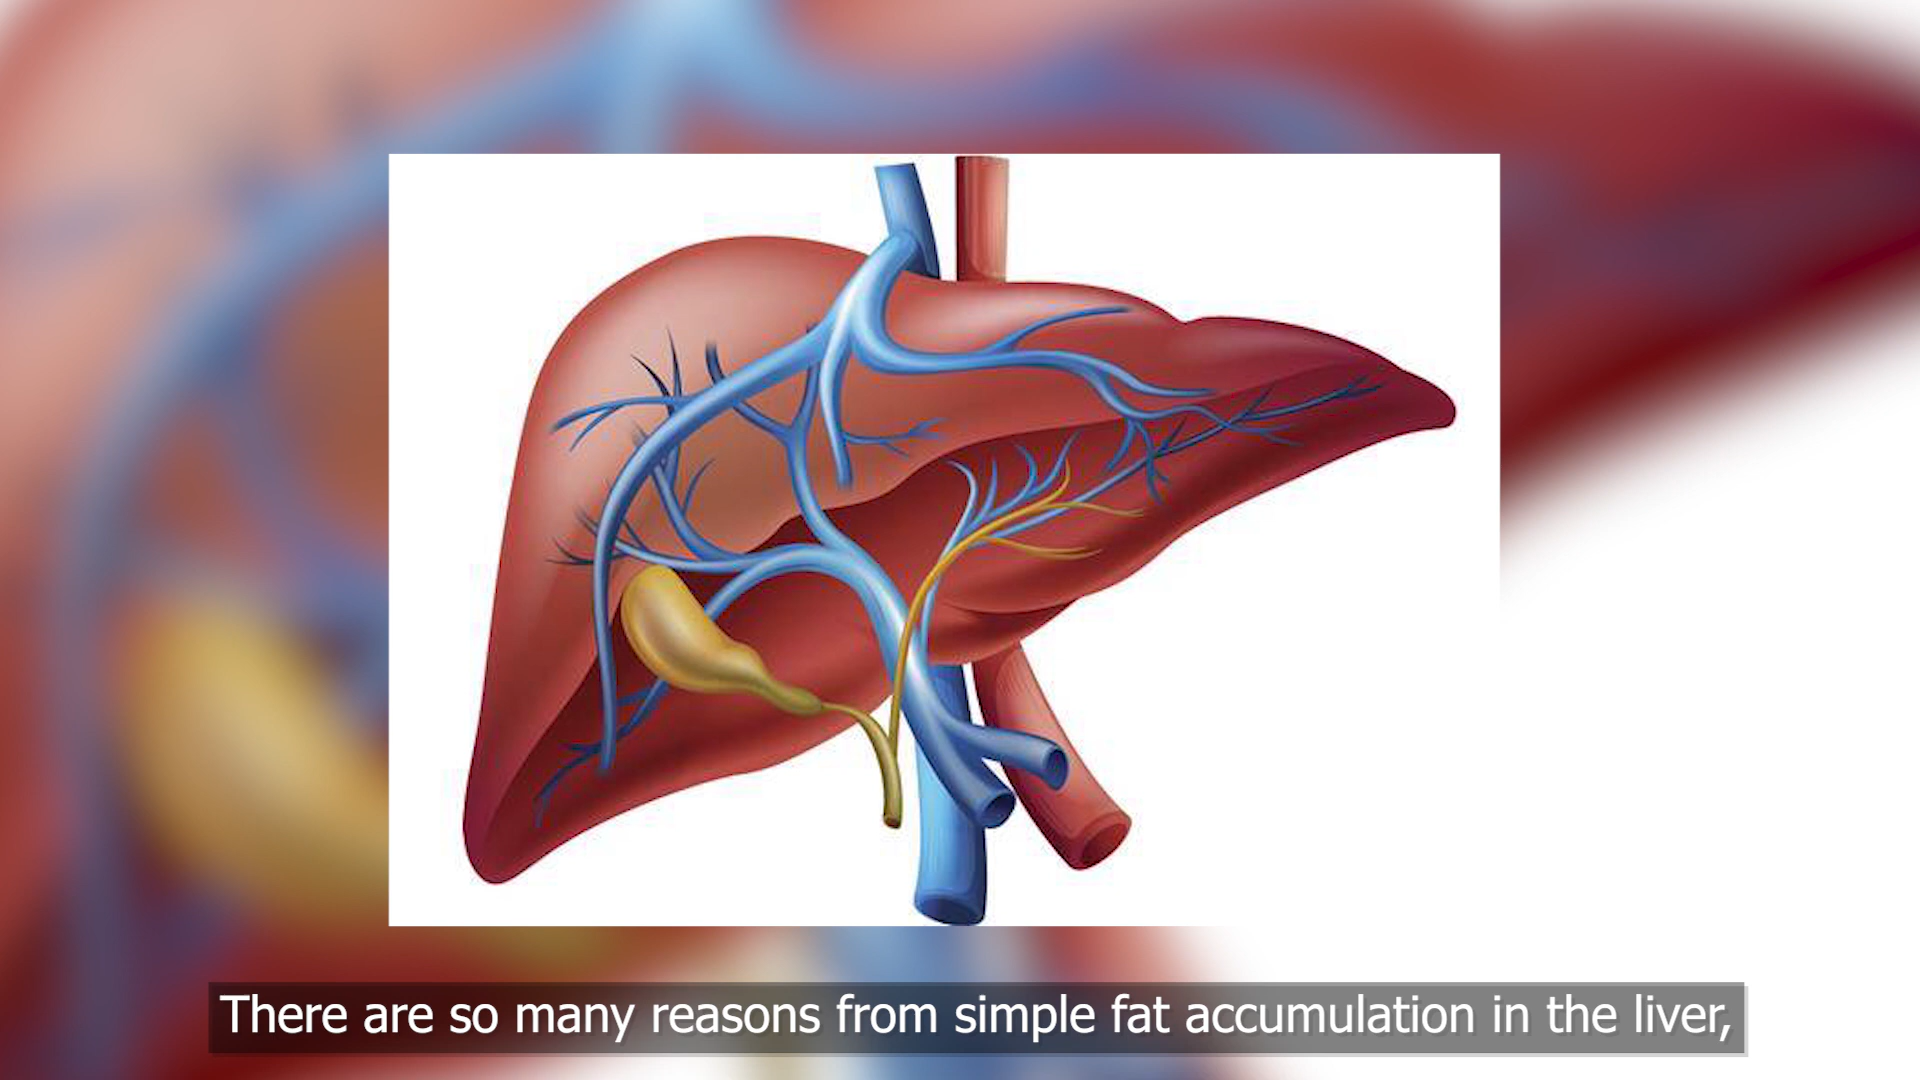 There are so many reasons from simple fat accumulation in the liver,